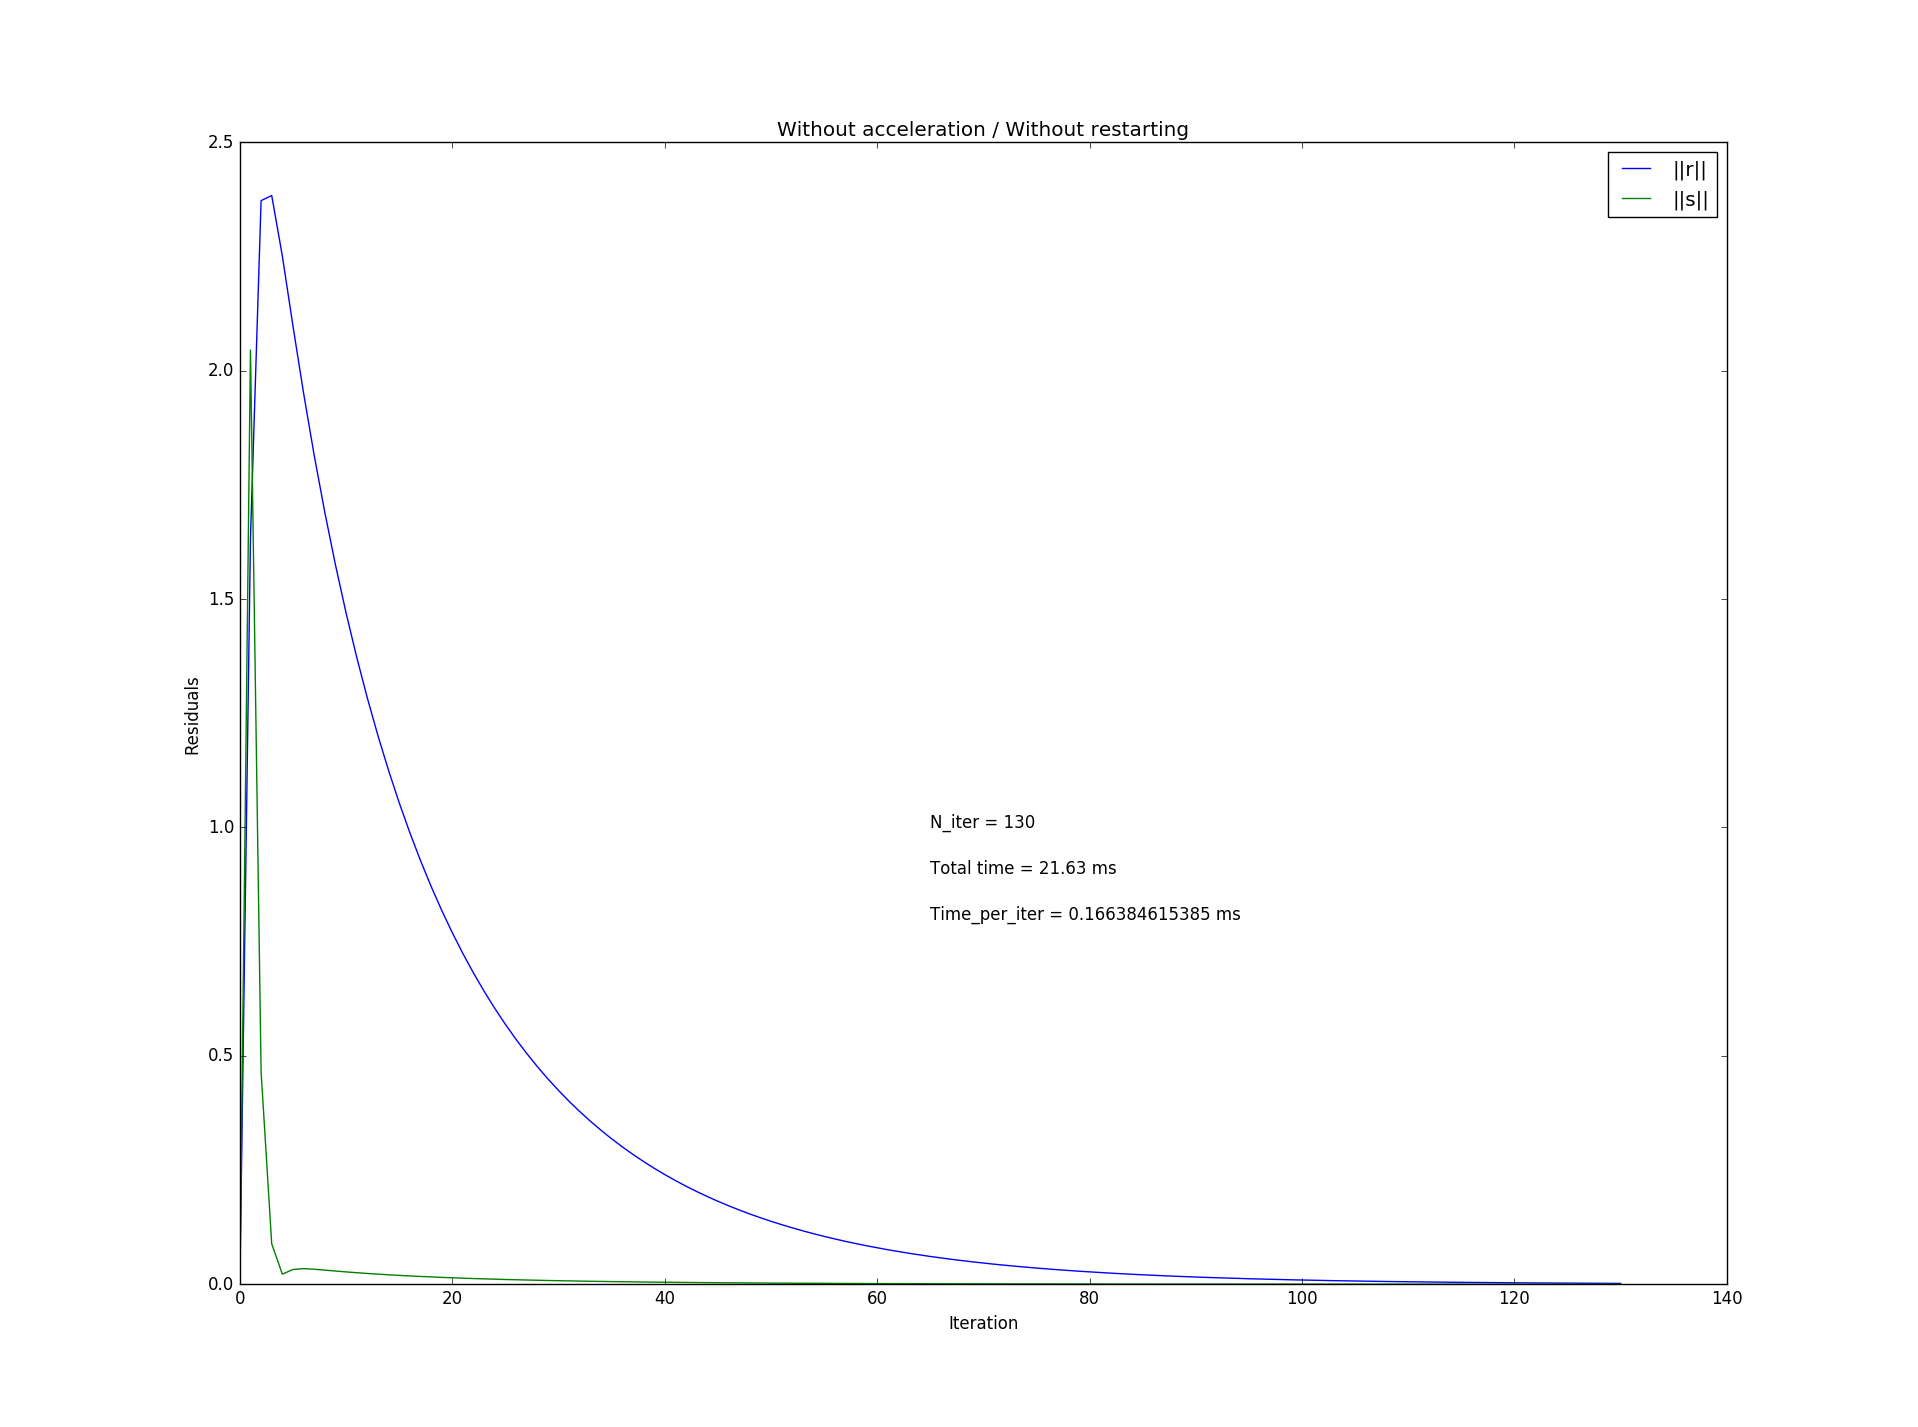 Without acceleration / Without restarting
2.5
2.0
1.5
1.0
0.5
0.0
Residuals
||r||
||s||
N_iter = 130
Total time = 21.63 ms
Time_per_iter = 0.166384615385 ms
0 20 40 60 80 100 120 140
Iteration